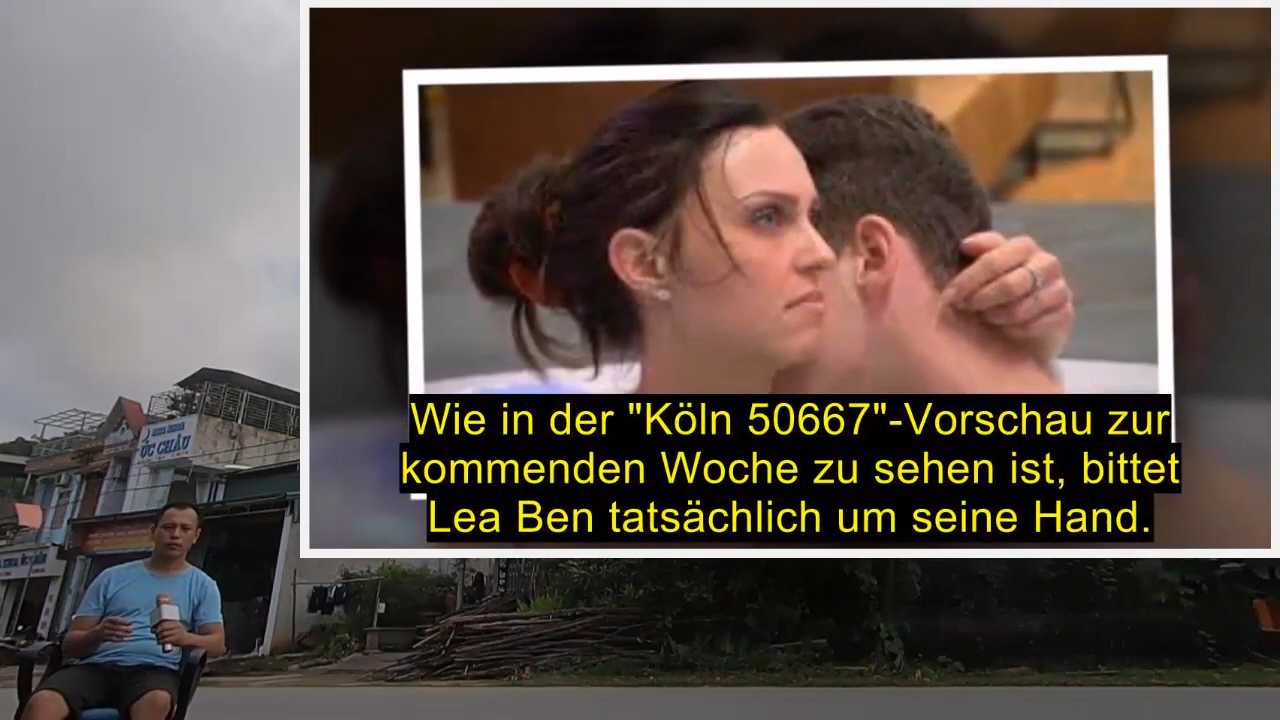 Wie in der "Köln 50667"-Vorschau zur
kommenden Woche zu sehen ist, bittet
Lea Ben tatsächlich um seine Hand.
ỨC CHÂU